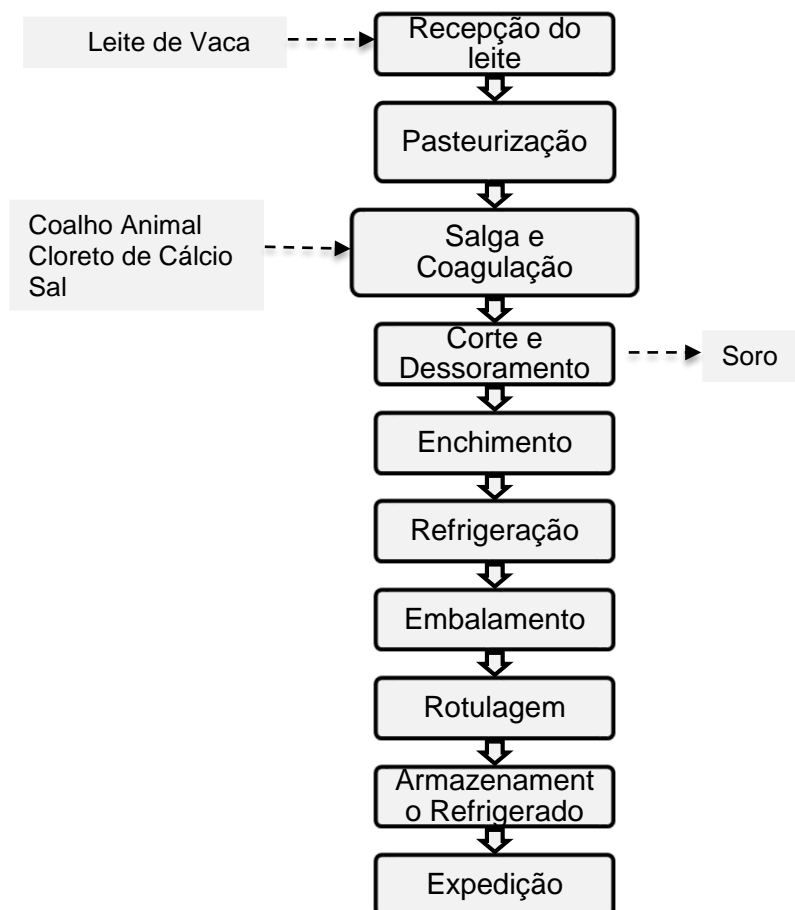 Leite de Vaca
Recepção do
leite
Pasteurização
Coalho Animal
Cloreto de Cálcio
Sal
Salga e
Coagulação
Corte e
Dessoramento
Soro
Enchimento
Refrigeração
Embalamento
Rotulagem
Armazenament
o Refrigerado
Expedição